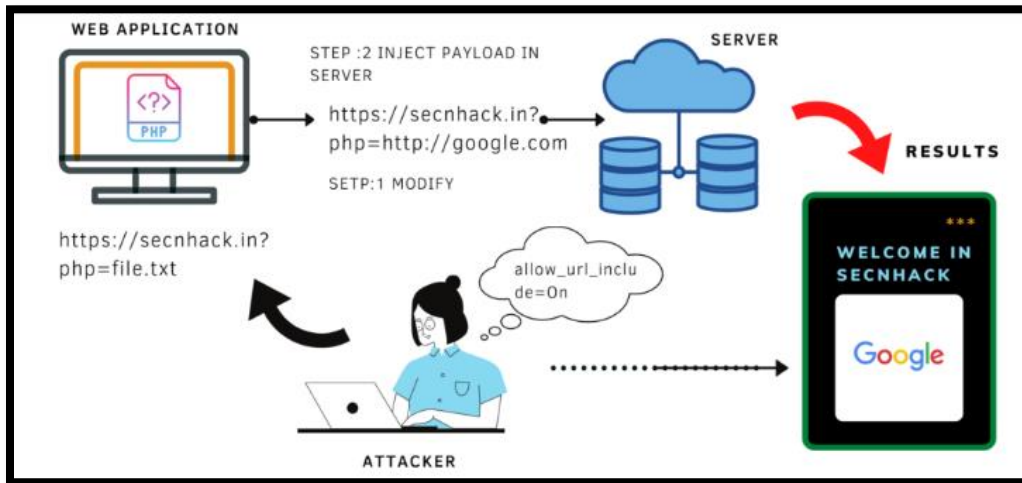 WEB APPLICATION
<?>
PHP
STEP :2 INJECT PAYLOAD IN
SERVER
https://secnhack.in?
php=http://google.com
SETP:1 MODIFY
SERVER
RESULTS
https://secnhack.in?
php=file.txt
allow_url_inclu
de=On
***
WELCOME IN
SECNHACK
Google
ATTACKER